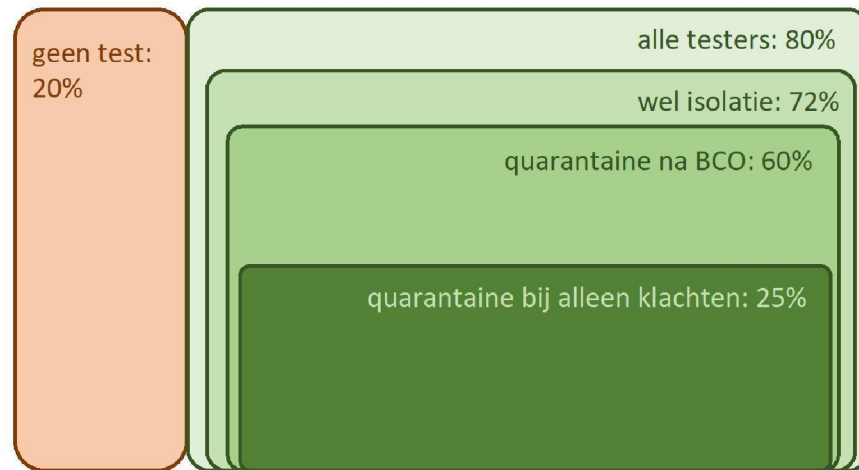 geen test:
20%
alle testers: 80%
wel isolatie: 72%
quarantaine na BCO: 60%
quarantaine bij alleen klachten: 25%